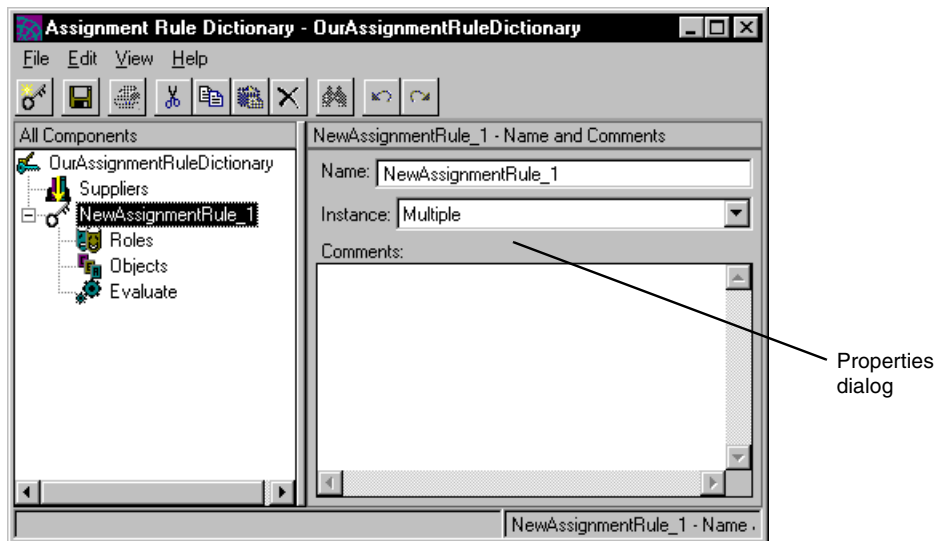 Assignment Rule Dictionary - OurAssignmentRuleDictionary
File Edit View Help
All Components
NewAssignmentRule_1 - Name and Comments
OurAssignmentRuleDictionary
Suppliers
NewAssignmentRule_1
Roles
Objects
Evaluate
Name: NewAssignmentRule_1
Instance: Multiple
Comments:
Properties
dialog
NewAssignmentRule_1 - Name